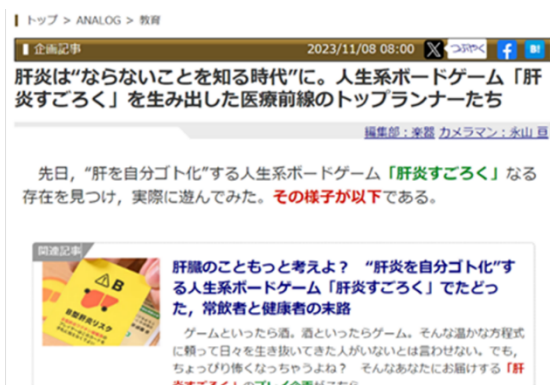 トップ > ANALOG > 教育
企画記事
2023/11/08 08:00
X つぶやく f B!
肝炎は“ならないことを知る時代”に。人生系ボードゲーム「肝
炎すごろく」を生み出した医療前線のトップランナーたち
編集部:楽器 カメラマン:永山 亘
先日,“肝を自分ゴト化”する人生系ボードゲーム「肝炎すごろく」なる
存在を見つけ,実際に遊んでみた。その様子が以下である。
関連記事
B
肝炎リスク
肝臓のこともっと考えよ? “肝炎を自分ゴト化”す
る人生系ボードゲーム「肝炎すごろく」でたどっ
た,常飲者と健康者の末路
ゲームといったら酒。酒といったらゲーム。そんな温かな方程式
に頼って日々を生き抜いてきた人がいないとは言わせない。でも,
ちょっぴり怖くなっちゃうよね? そんなあなたにお届けする「肝
炎すごろく」のプレイ企画がこちら